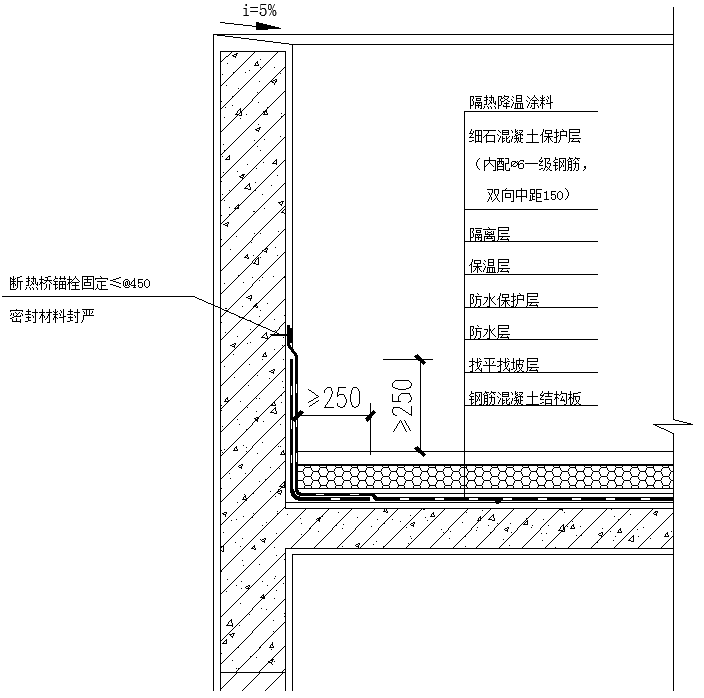 i=5%
隔热降温涂料
细石混凝土保护层
（内配⌀6一级钢筋，
双向中距150）
隔离层
保温层
断热桥锚栓固定≤@450
防水保护层
密封材料封严
防水层
找平找坡层
≥250
≥250
钢筋混凝土结构板